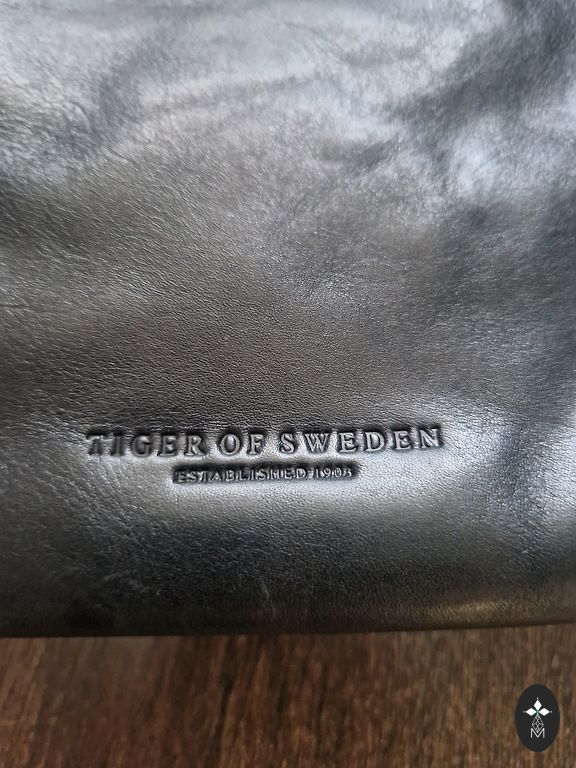 TIGER OF SWEDEN
ESTABLISHED 1903
M